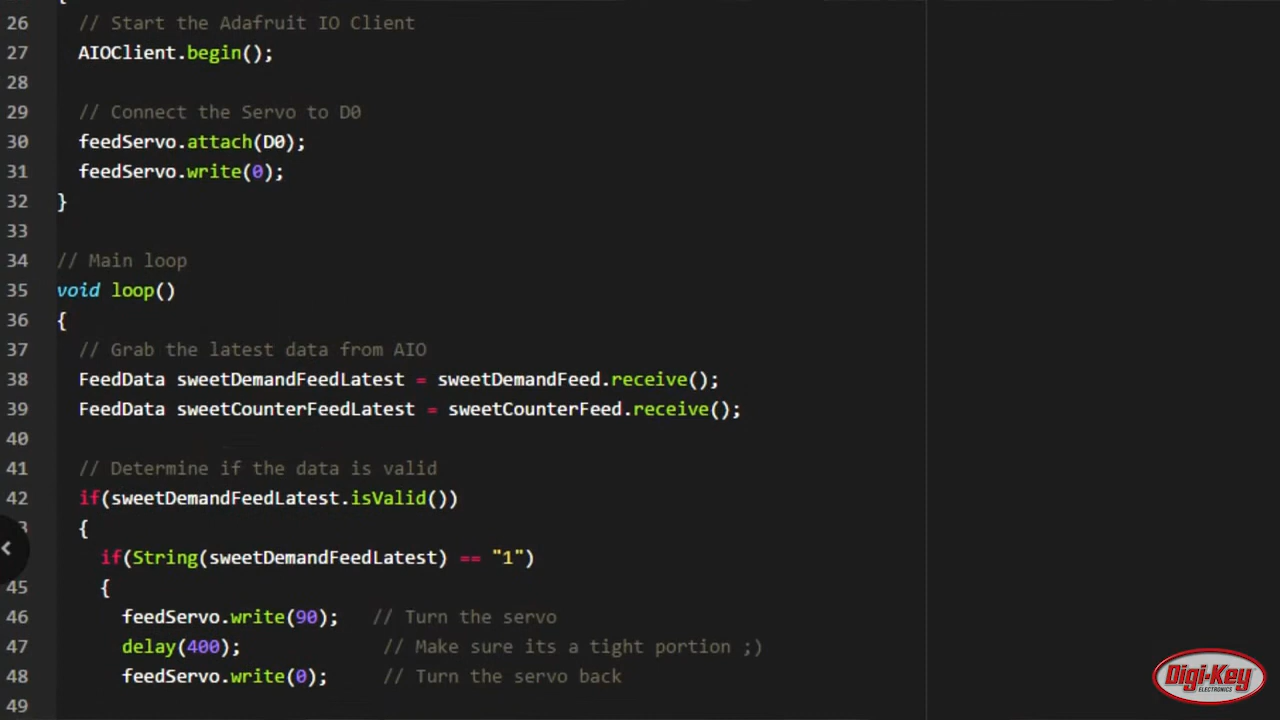 26 // Start the Adafruit IO Client
27 AIOClient.begin();
28
29 // Connect the Servo to D0
30 feedServo.attach(D0);
31 feedServo.write(0);
32 }
33
34 // Main loop
35 void loop()
36 {
37 // Grab the latest data from AIO
38 FeedData sweetDemandFeedLatest = sweetDemandFeed.receive();
39 FeedData sweetCounterFeedLatest = sweetCounterFeed.receive();
40
41 // Determine if the data is valid
42 if(sweetDemandFeedLatest.isValid())
3 {
if(String(sweetDemandFeedLatest) == "1")
45 {
46 feedServo.write(90); // Turn the servo
47 delay(400); // Make sure its a tight portion ;)
48 feedServo.write(0); // Turn the servo back
49
Digi-Key
ELECTRONICS